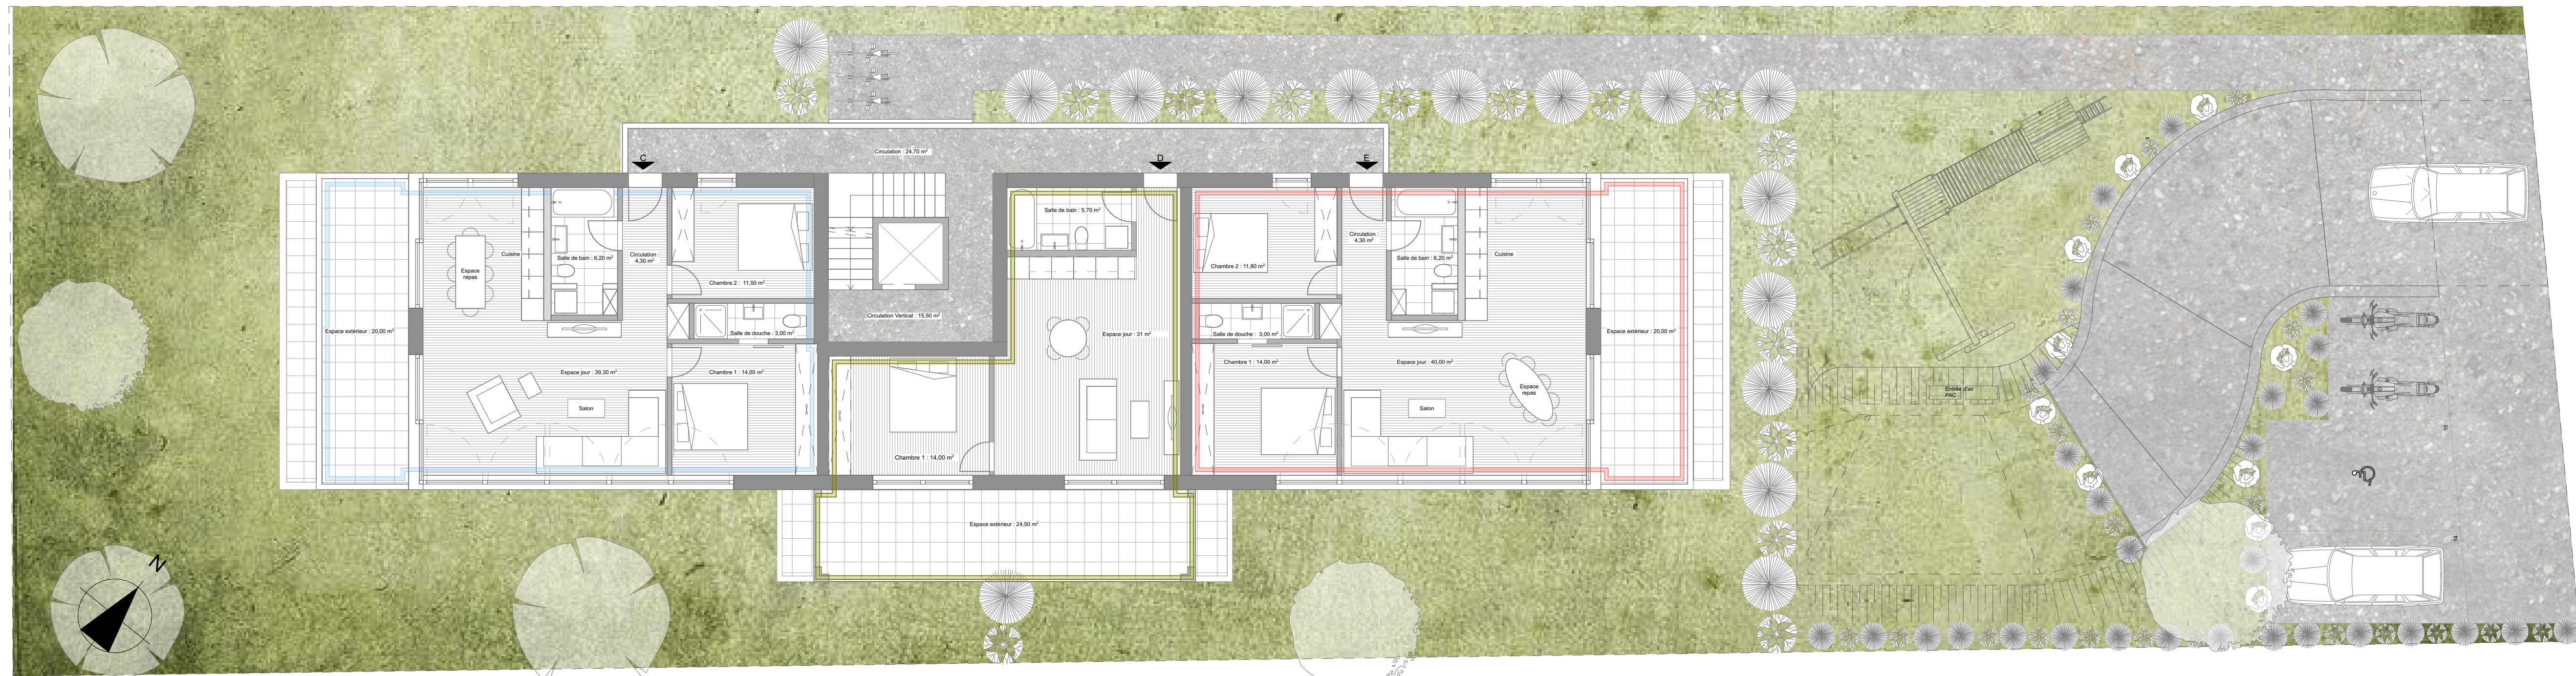 Circulation : 24,70 m²
C
D
E
Salle de bain : 5,70 m²
Espace repas
Cuisine
Salle de bain : 6,20 m²
Circulation :
4,30 m²
Chambre 2 :  11,50 m²
Circulation Vertical : 15,50 m²
Espace extérieur : 20,00 m²
Salle de douche : 3,00 m²
Espace jour : 39,30 m²
Chambre 1 : 14,00 m²
Salon
Chambre 1 : 14,00 m²
Espace jour : 31 m²
Espace extérieur : 24,50 m²
Chambre 2 : 11,80 m²
Circulation :
4,30 m²
Salle de bain : 6,20 m²
Cuisine
Salle de douche :  3,00 m²
Chambre 1 : 14,00 m²
Espace jour : 40,00 m²
Salon
Espace
repas
Espace extérieur : 20,00 m²
Entrée d'air
PAC
15
14
N